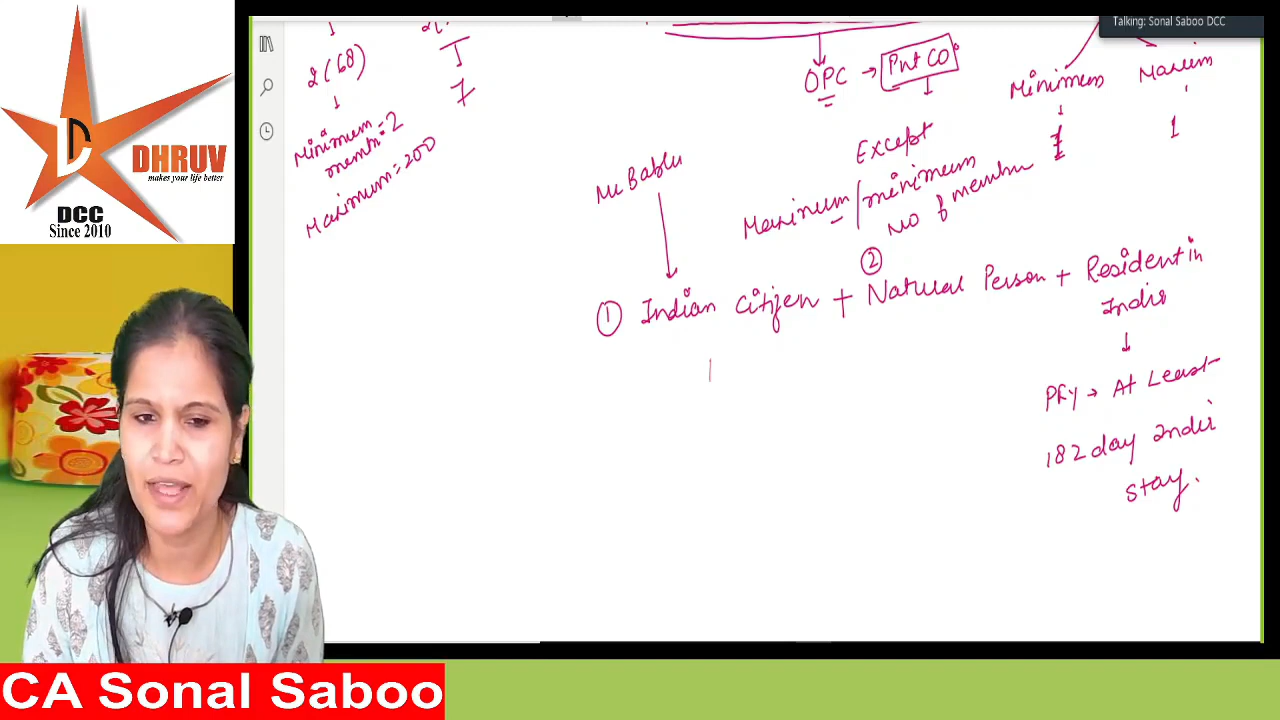 Talking: Sonal Saboo DCC
DHRUV
makes your life better
DCC
Since 2010
2 (68)
Minimum
memb = 2
Maximum = 200
7
OPC → Pvt CO
Minimum
1
1
Except
Maximum / minimum
No of member
Mr Bablu
① Indian citizen + ② Natural Person + Resident in
India
PFY → At Least
182 day India
stay.
CA Sonal Saboo